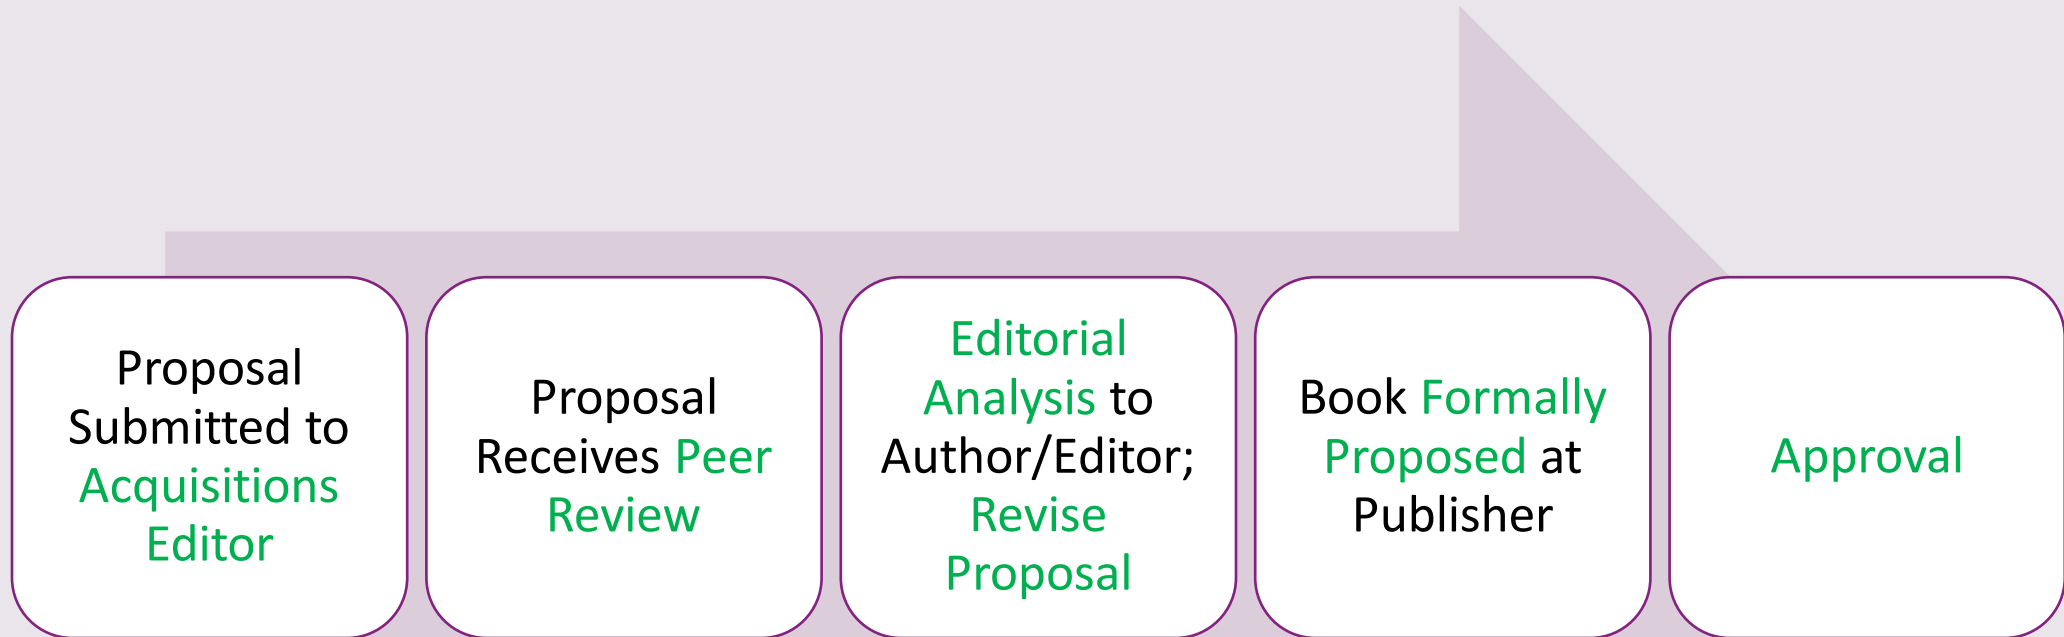 Proposal
Submitted to
Acquisitions
Editor
Proposal
Receives Peer
Review
Editorial
Analysis to
Author/Editor;
Revise
Proposal
Book Formally
Proposed at
Publisher
Approval